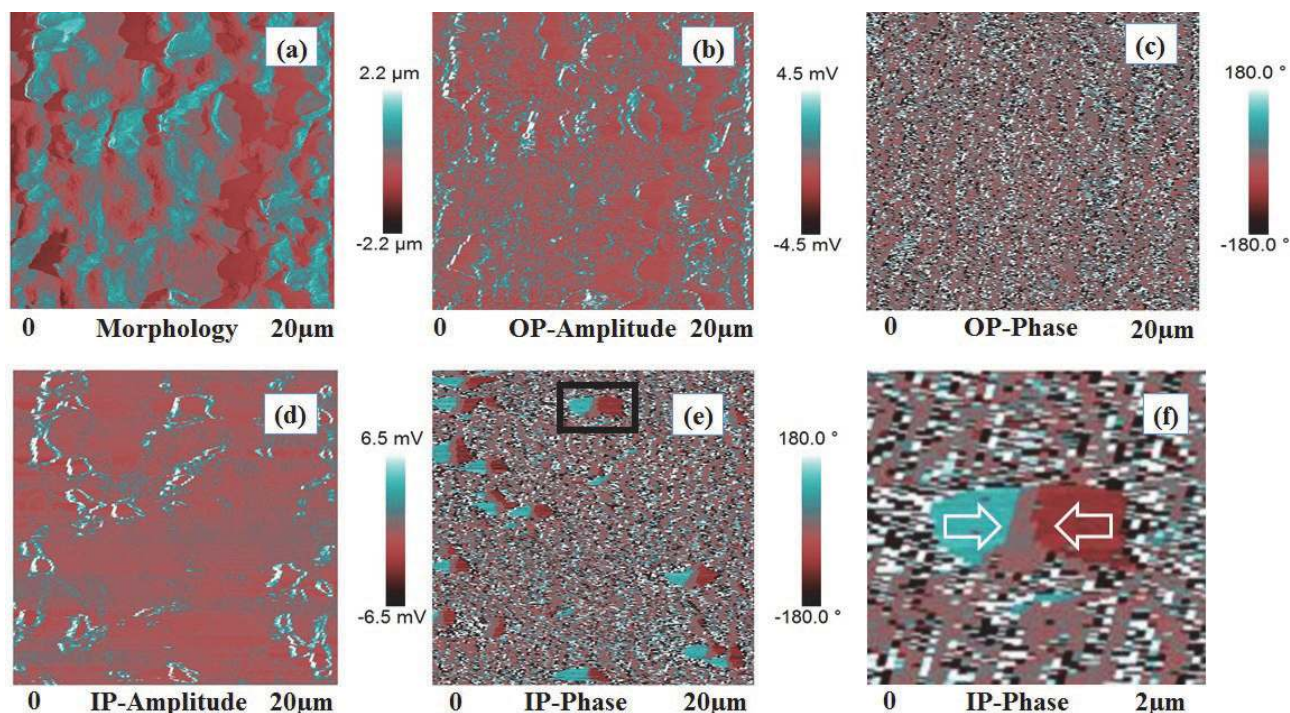 (a)
2.2 µm
-2.2 µm
0 Morphology 20µm
(b)
4.5 mV
-4.5 mV
0 OP-Amplitude 20µm
(c)
180.0 °
-180.0 °
0 OP-Phase 20µm
(d)
6.5 mV
-6.5 mV
0 IP-Amplitude 20µm
(e)
180.0 °
-180.0 °
0 IP-Phase 20µm
(f)
0 IP-Phase 2µm